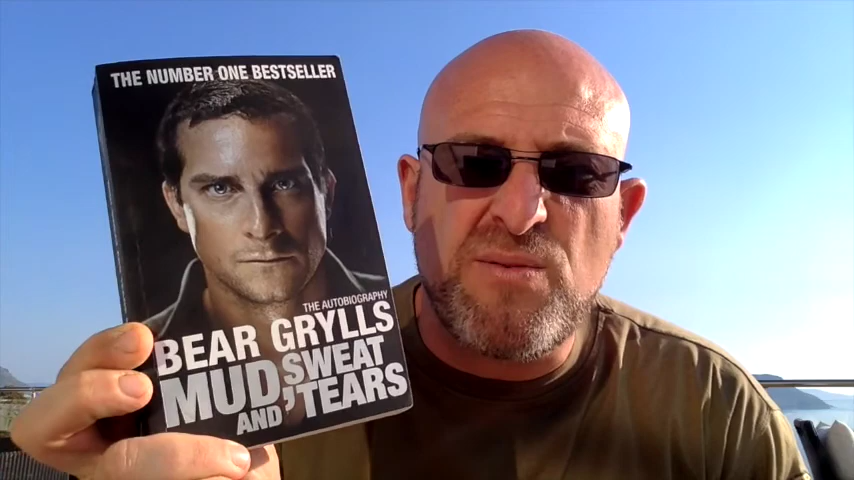 THE NUMBER ONE BESTSELLER
THE AUTOBIOGRAPHY
BEAR GRYLLS
MUD, SWEAT
AND TEARS